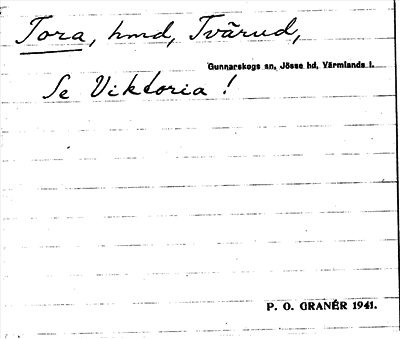 Tora, hmd, Tvärud,
Gunnarskogs sn, Jösse hd, Värmlands l.
Se Viktoria !
P. O. GRANÉR 1941.